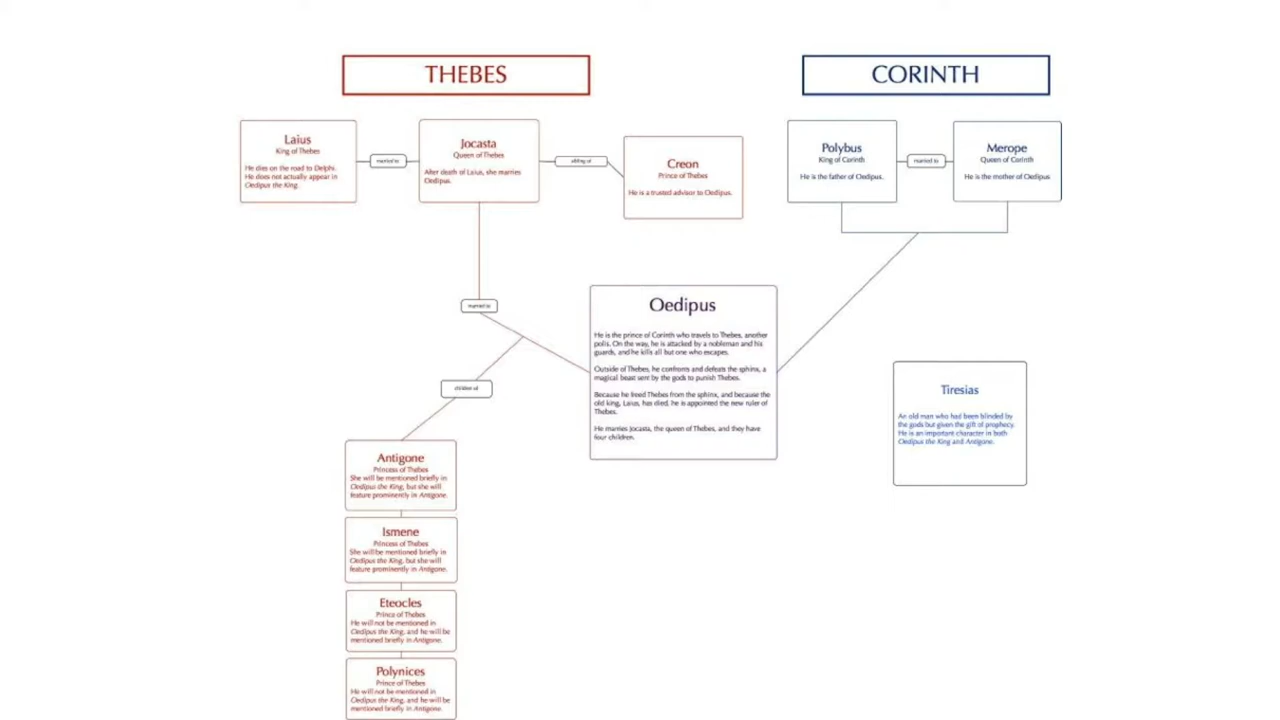 THEBES
CORINTH
Laius
King of Thebes
He dies on the road to Delphi.
He does not actually appear in
Oedipus the King.
married to
Jocasta
Queen of Thebes
After death of Laius, she marries
Oedipus.
sibling of
Creon
Prince of Thebes
He is a trusted advisor to Oedipus.
Polybus
King of Corinth
He is the father of Oedipus.
married to
Merope
Queen of Corinth
He is the mother of Oedipus
married to
Oedipus
He is the prince of Corinth who travels to Thebes, another
polis. On the way, he is attacked by a nobleman and his
guards, and he kills all but one who escapes.
Outside of Thebes, he confronts and defeats the sphinx, a
magical beast sent by the gods to punish Thebes.
Because he freed Thebes from the sphinx, and because the
old king, Laius, has died, he is appointed the new ruler of
Thebes.
He marries Jocasta, the queen of Thebes, and they have
four children.
Tiresias
An old man who had been blinded by
the gods but given the gift of prophecy.
He is an important character in both
Oedipus the King and Antigone.
children of
Antigone
Princess of Thebes
She will be mentioned briefly in
Oedipus the King, but she will
feature prominently in Antigone.
Ismene
Princess of Thebes
She will be mentioned briefly in
Oedipus the King, but she will
feature prominently in Antigone.
Eteocles
Prince of Thebes
He will not be mentioned in
Oedipus the King, and he will be
mentioned briefly in Antigone.
Polynices
Prince of Thebes
He will not be mentioned in
Oedipus the King, and he will be
mentioned briefly in Antigone.